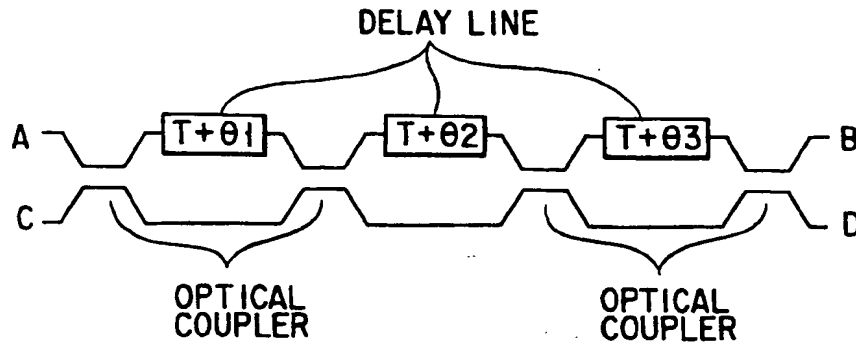 DELAY LINE
A T+θ1 T+θ2 T+θ3 B
C D
OPTICAL COUPLER
OPTICAL COUPLER